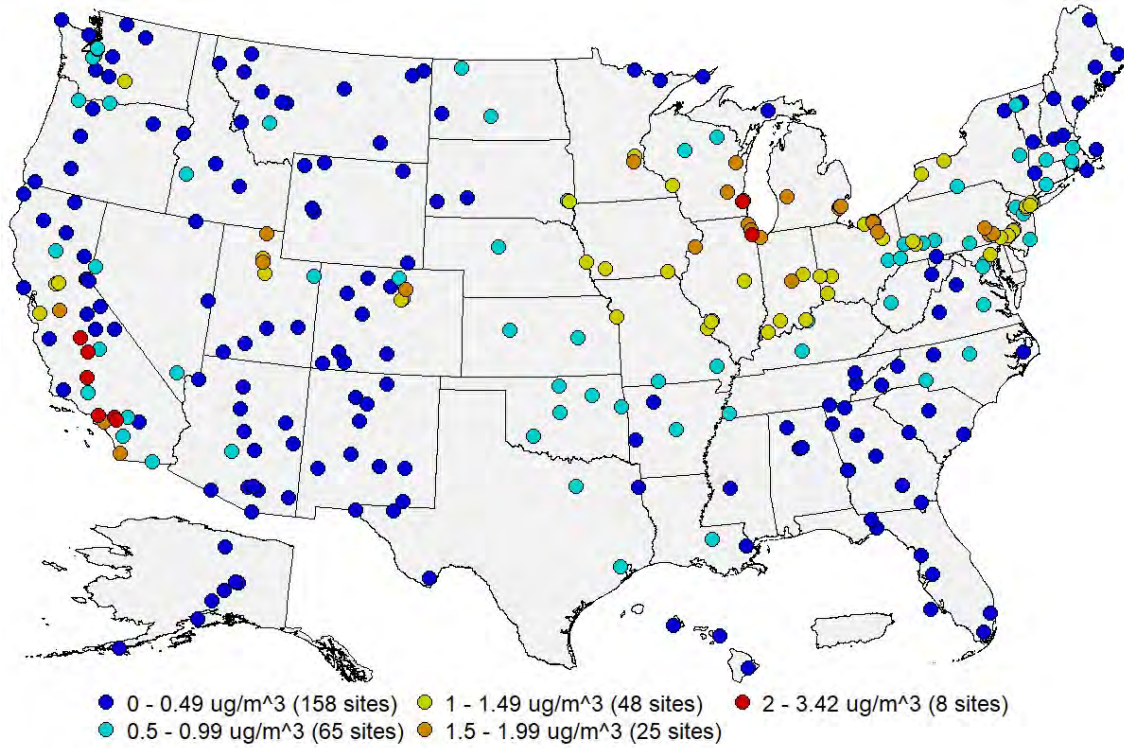 0 - 0.49 ug/m^3 (158 sites) 1 - 1.49 ug/m^3 (48 sites) 2 - 3.42 ug/m^3 (8 sites)
0.5 - 0.99 ug/m^3 (65 sites) 1.5 - 1.99 ug/m^3 (25 sites)